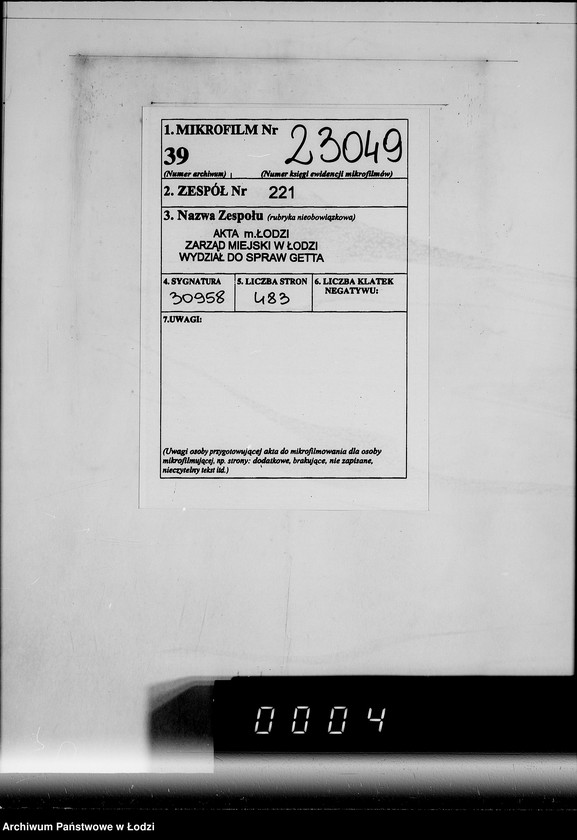 1. MIKROFILM Nr 23049
39
(Numer archiwum) (Numer księgi ewidencji mikrofilmów)
2. ZESPÓŁ Nr 221
3. Nazwa Zespołu (rubryka nieobowiązkowa)
AKTA m.ŁODZI
ZARZĄD MIEJSKI W ŁODZI
WYDZIAŁ DO SPRAW GETTA
4. SYGNATURA 5. LICZBA STRON 6. LICZBA KLATEK
NEGATYWU:
30958 483
7.UWAGI:
(Uwagi osoby przygotowującej akta do mikrofilmowania dla osoby
mikrofilmującej, np. strony: dodatkowe, brakujące, nie zapisane,
nieczytelny tekst itd.)
0004
Archiwum Państwowe w Łodzi